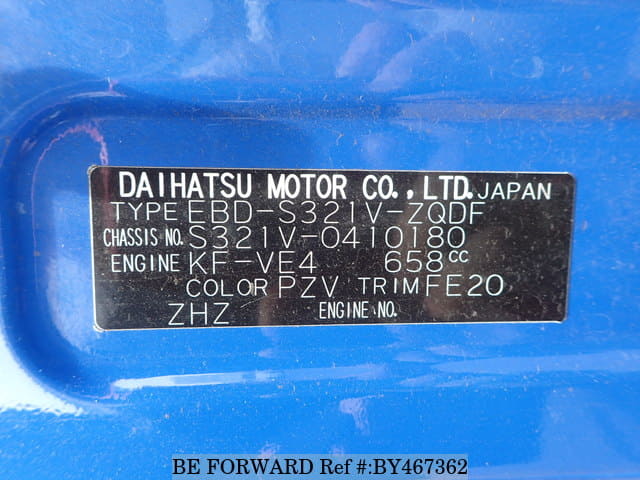 DAIHATSU MOTOR CO.,LTD. JAPAN
TYPE EBD-S321V-ZQDF
CHASSIS NO. S321V-0410180
ENGINE KF-VE4 658CC
COLOR PZV TRIM FE20
ZHZ ENGINE NO.
BE FORWARD Ref #:BY467362